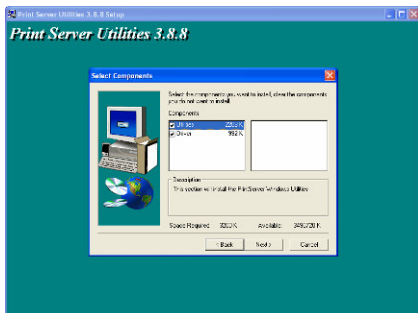 Print Server Utilities 3.8.8 Setup
Print Server Utilities 3.8.8
Select Components
Select the components you want to install, clear the components
you do not want to install.
Components
Utilities
Driver 992 K
Description
This section will install the PrintServer Windows Utilities
Space Required:
Available:
< Back
Next >
Cancel